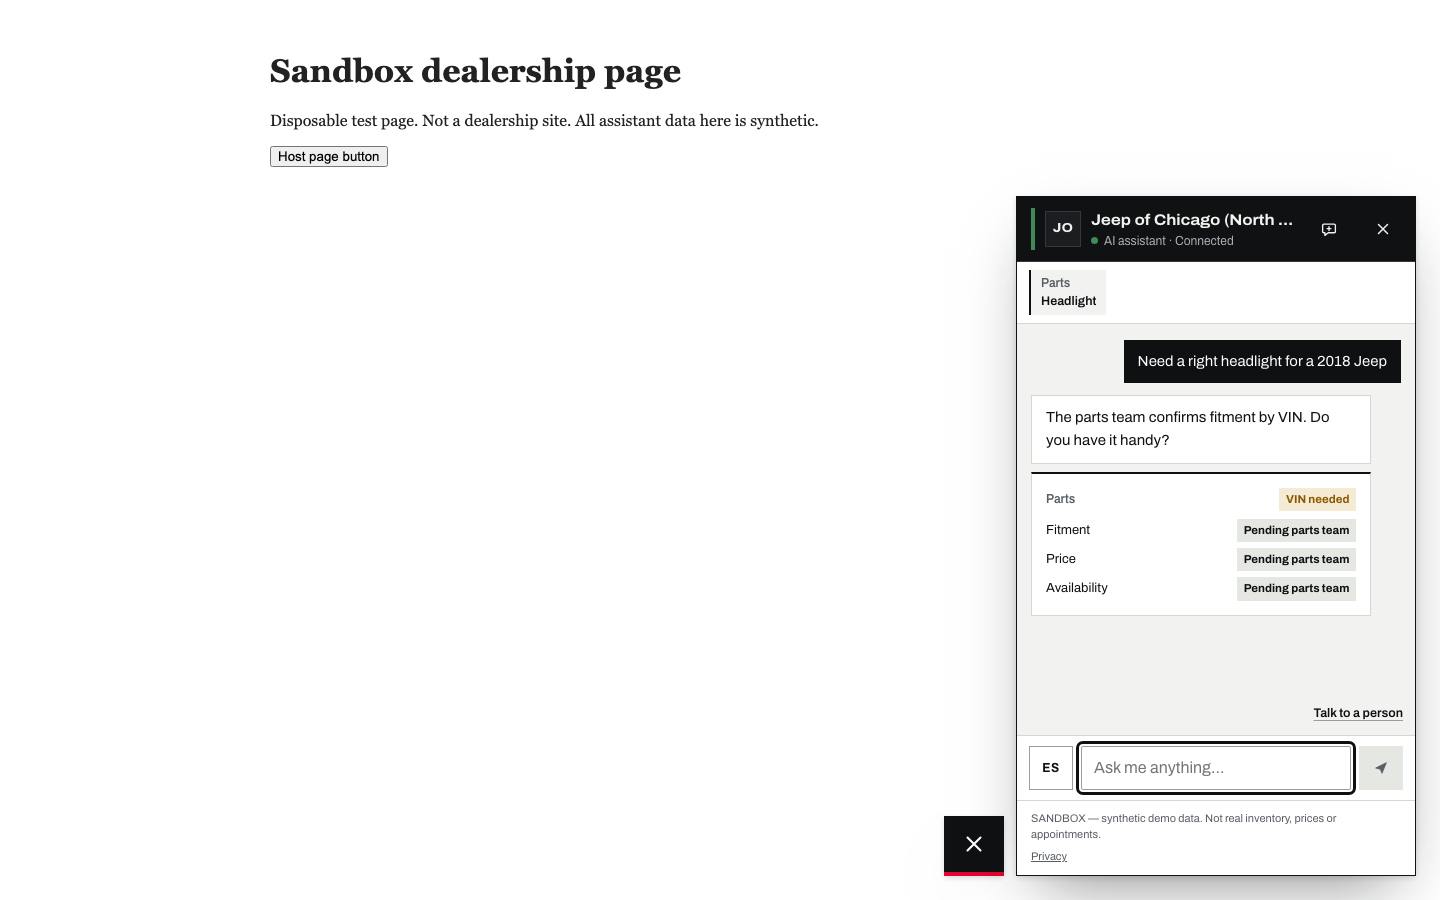 Sandbox dealership page
Disposable test page. Not a dealership site. All assistant data here is synthetic.
Host page button
JO
Jeep of Chicago (North ...
AI assistant · Connected
Parts
Headlight
Need a right headlight for a 2018 Jeep
The parts team confirms fitment by VIN. Do
you have it handy?
Parts
VIN needed
Fitment
Pending parts team
Price
Pending parts team
Availability
Pending parts team
Talk to a person
ES
Ask me anything...
SANDBOX — synthetic demo data. Not real inventory, prices or
appointments.
Privacy